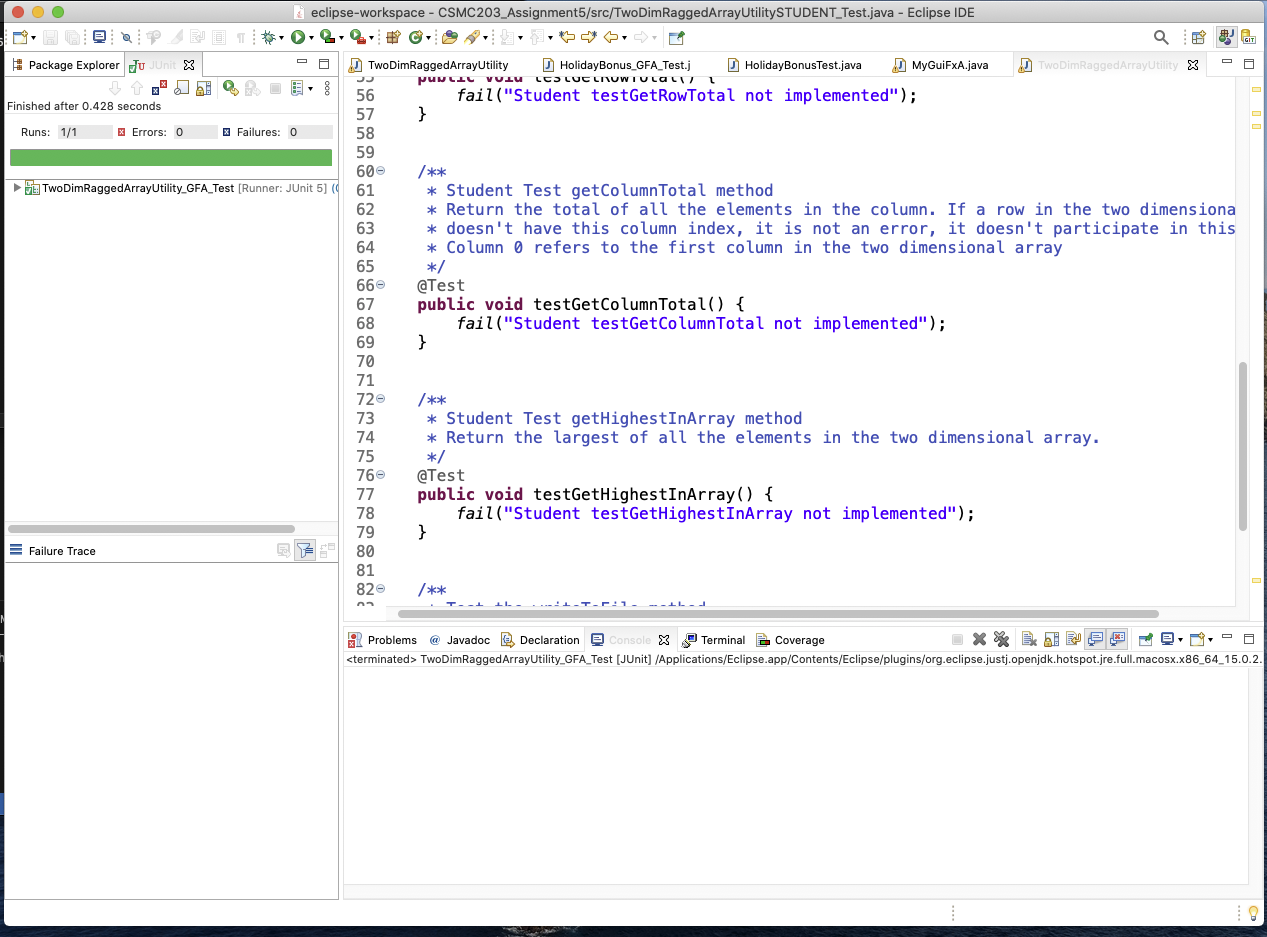 eclipse-workspace - CSMC203_Assignment5/src/TwoDimRaggedArrayUtilitySTUDENT_Test.java - Eclipse IDE
Package Explorer JUnit
Finished after 0.428 seconds
Runs: 1/1 Errors: 0 Failures: 0
TwoDimRaggedArrayUtility_GFA_Test [Runner: JUnit 5] (0
Failure Trace
TwoDimRaggedArrayUtility HolidayBonus_GFA_Test.j HolidayBonusTest.java MyGuiFxA.java TwoDimRaggedArrayUtility
55 public void testGetRowTotal() {
56 fail("Student testGetRowTotal not implemented");
57 }
58
59
60 /**
61 * Student Test getColumnTotal method
62 * Return the total of all the elements in the column. If a row in the two dimensiona
63 * doesn't have this column index, it is not an error, it doesn't participate in this
64 * Column 0 refers to the first column in the two dimensional array
65 */
66 @Test
67 public void testGetColumnTotal() {
68 fail("Student testGetColumnTotal not implemented");
69 }
70
71
72 /**
73 * Student Test getHighestInArray method
74 * Return the largest of all the elements in the two dimensional array.
75 */
76 @Test
77 public void testGetHighestInArray() {
78 fail("Student testGetHighestInArray not implemented");
79 }
80
81
82 /**
83 * Test the writeToFile method
Problems @ Javadoc Declaration Console Terminal Coverage
<terminated> TwoDimRaggedArrayUtility_GFA_Test [JUnit] /Applications/Eclipse.app/Contents/Eclipse/plugins/org.eclipse.justj.openjdk.hotspot.jre.full.macosx.x86_64_15.0.2.